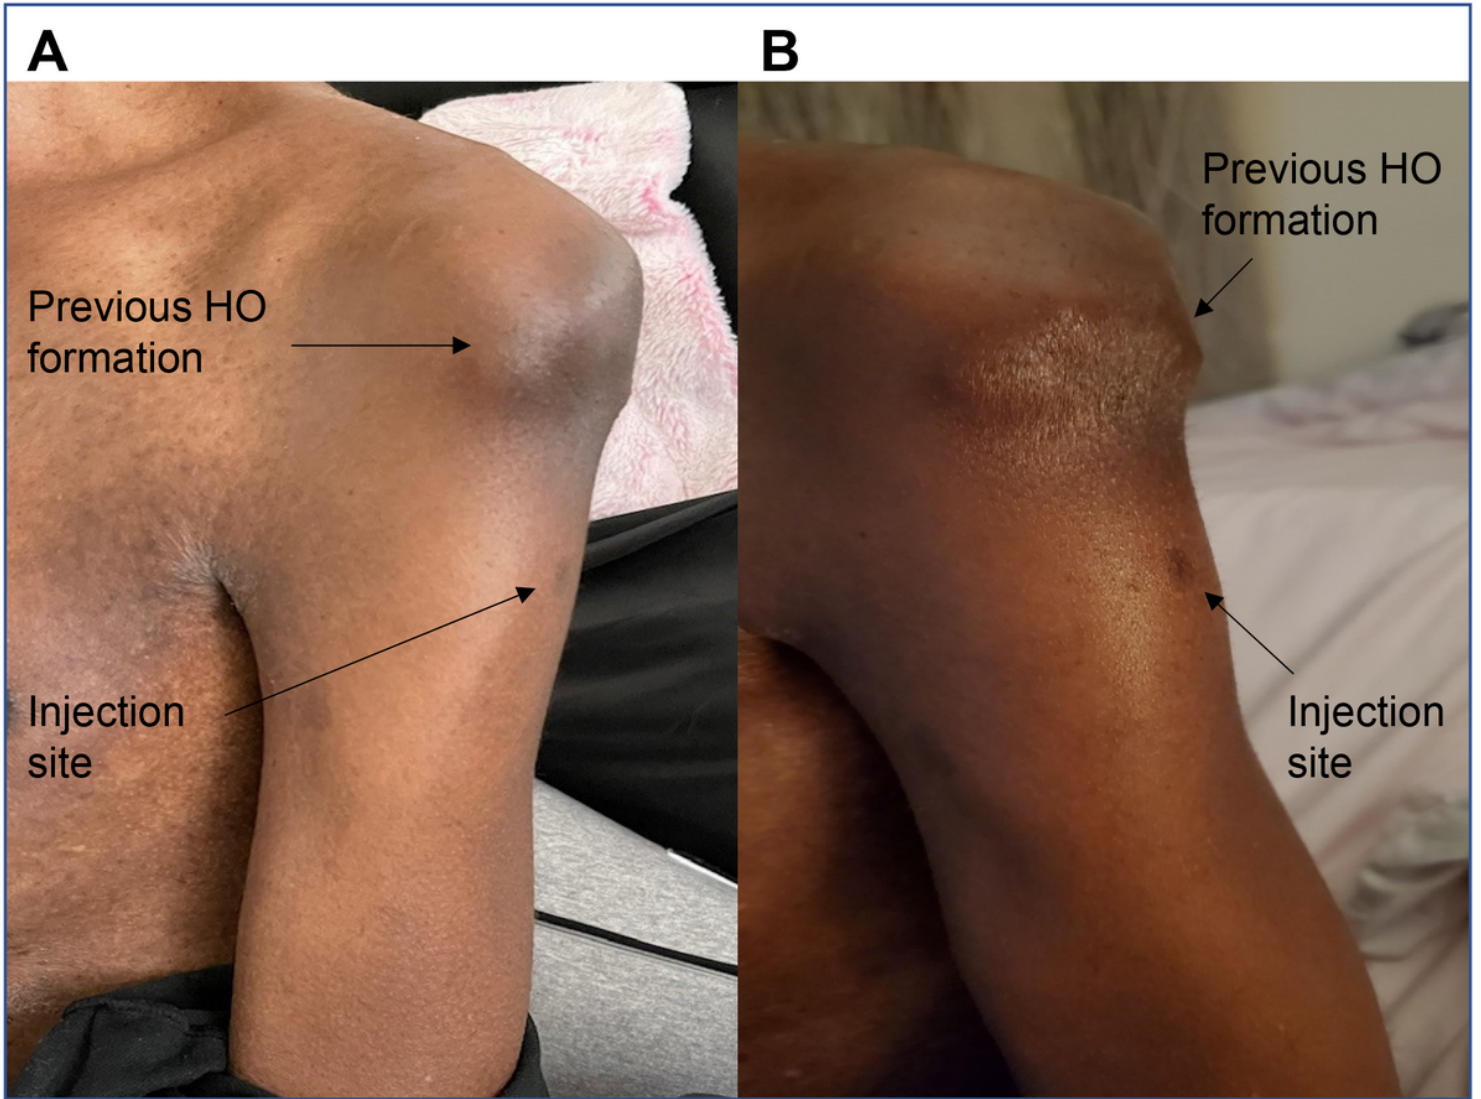 A
B
Previous HO
formation
Injection
site
Previous HO
formation
Injection
site